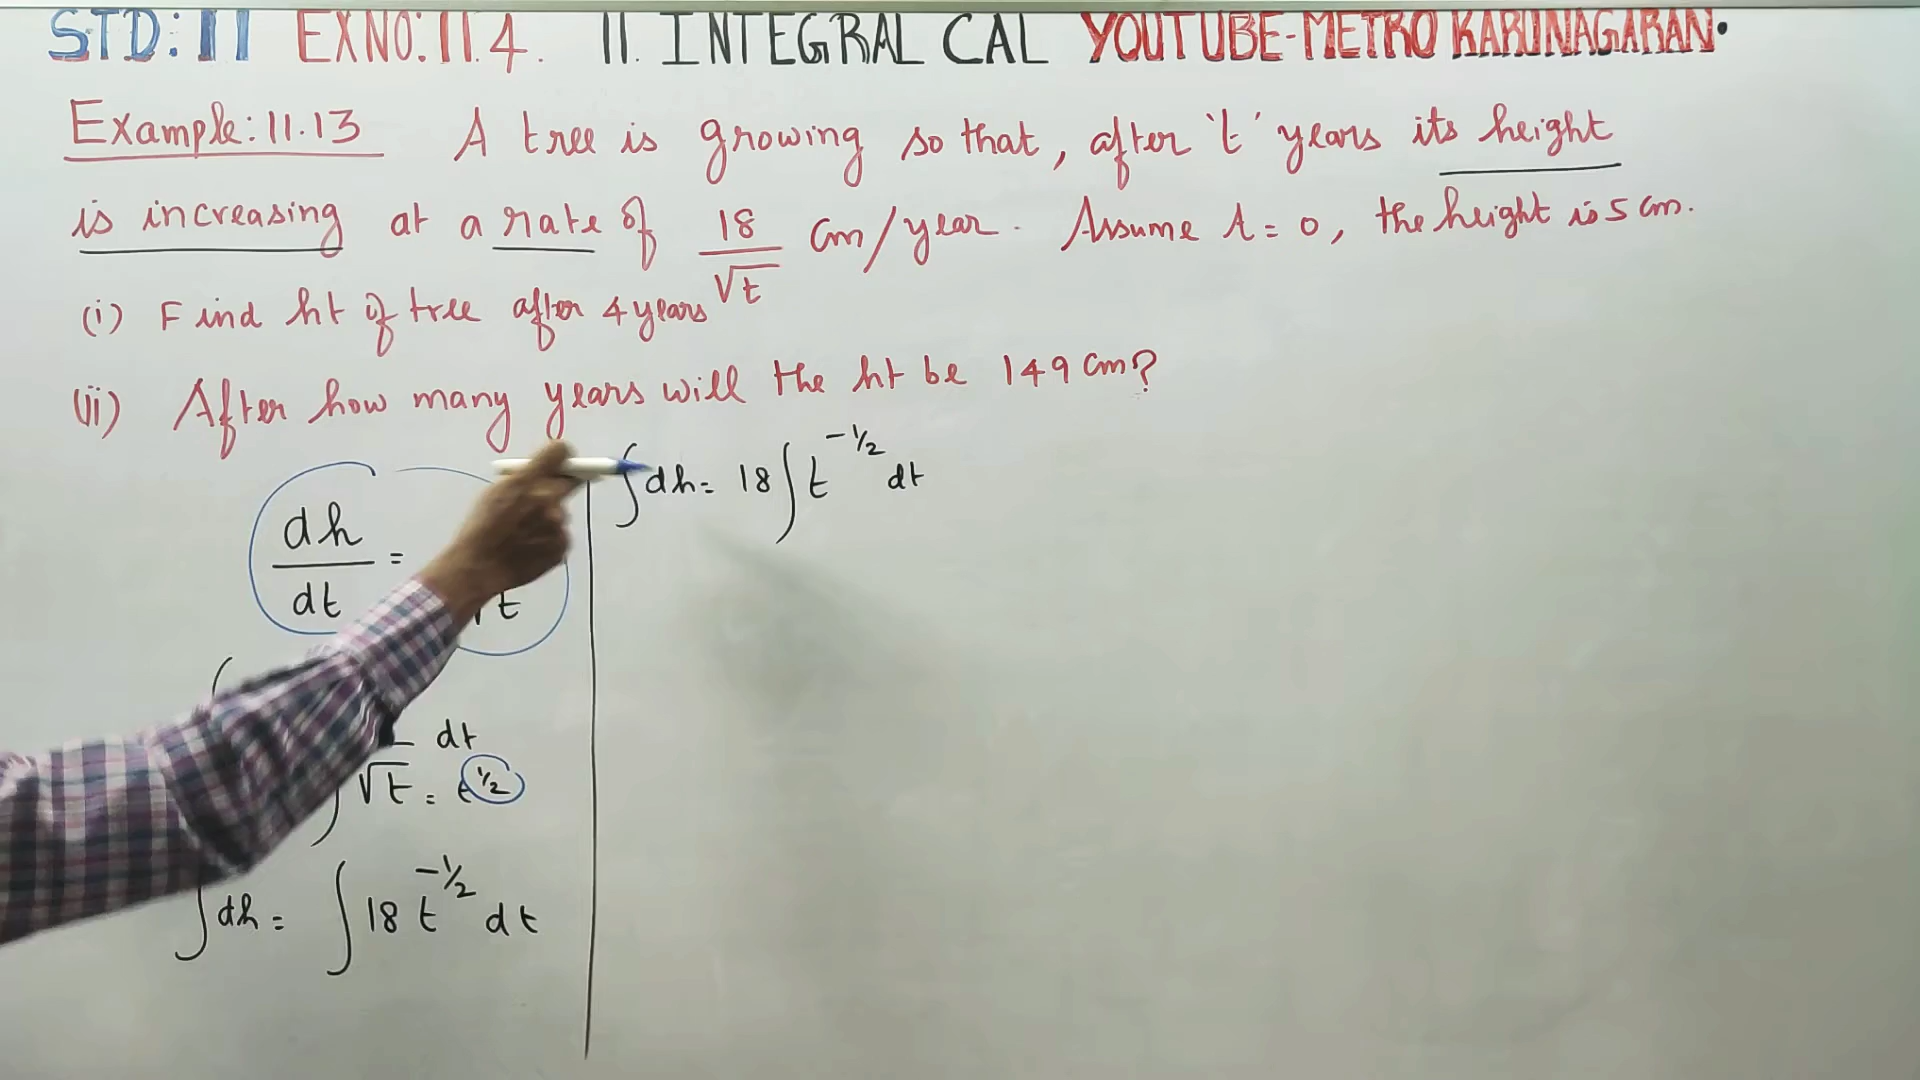 STD: 11 EXNO: 11.4. 11. INTEGRAL CAL YOUTUBE-METRO KARUNAGARAN.
Example: 11.13 A tree is growing so that, after 't' years its height
is increasing at a rate of 18/√t cm/year. Assume t = 0, the height is 5 cm.
(i) Find ht of tree after 4 years
(ii) After how many years will the ht be 149 cm?
dh/dt =
√t
dt
√t = t^1/2
∫dh = ∫18 t^-1/2 dt
∫dh = 18∫t^-1/2 dt